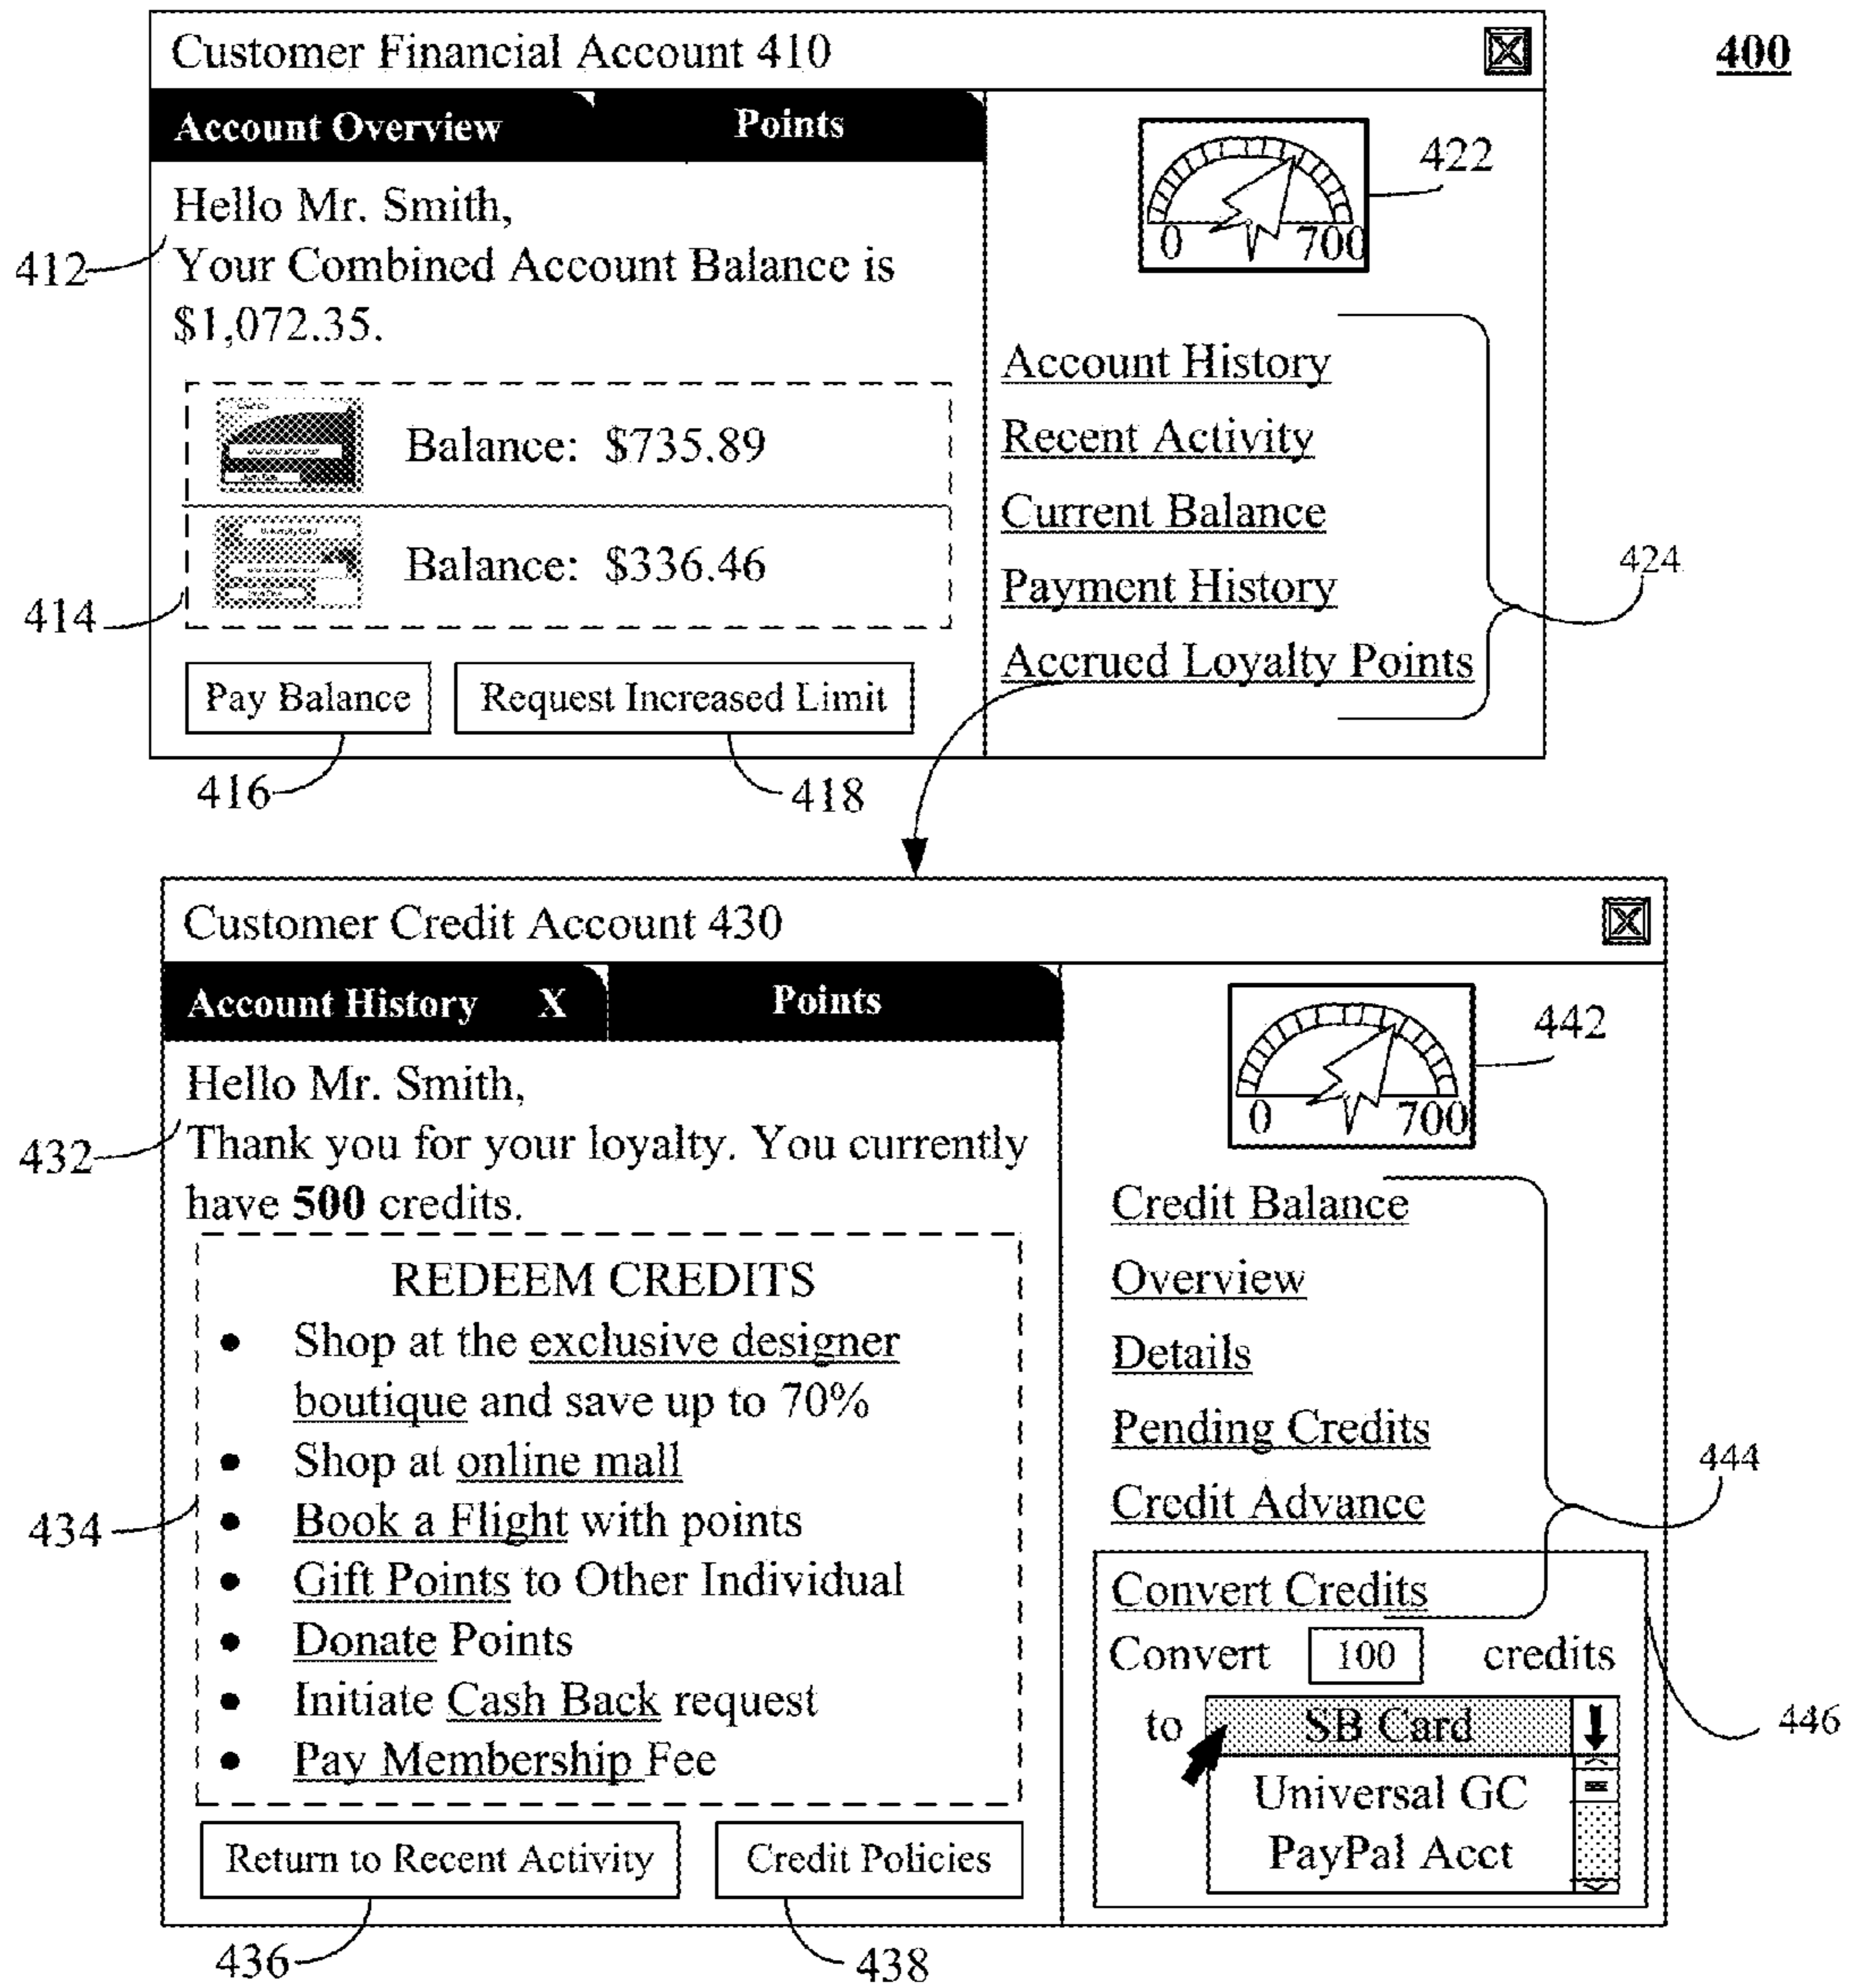 Customer Financial Account 410
400
Account Overview
Points
Hello Mr. Smith,
Your Combined Account Balance is
$1,072.35.
412
Balance: $735.89
Balance: $336.46
414
Pay Balance
Request Increased Limit
416
418
0
700
422
Account History
Recent Activity
Current Balance
Payment History
Accrued Loyalty Points
424
Customer Credit Account 430
Account History X
Points
Hello Mr. Smith,
Thank you for your loyalty. You currently
have 500 credits.
432
REDEEM CREDITS
• Shop at the exclusive designer
boutique and save up to 70%
• Shop at online mall
• Book a Flight with points
• Gift Points to Other Individual
• Donate Points
• Initiate Cash Back request
• Pay Membership Fee
434
Return to Recent Activity
Credit Policies
436
438
0
700
442
Credit Balance
Overview
Details
Pending Credits
Credit Advance
444
Convert Credits
Convert 100 credits
to SB Card
Universal GC
PayPal Acct
446